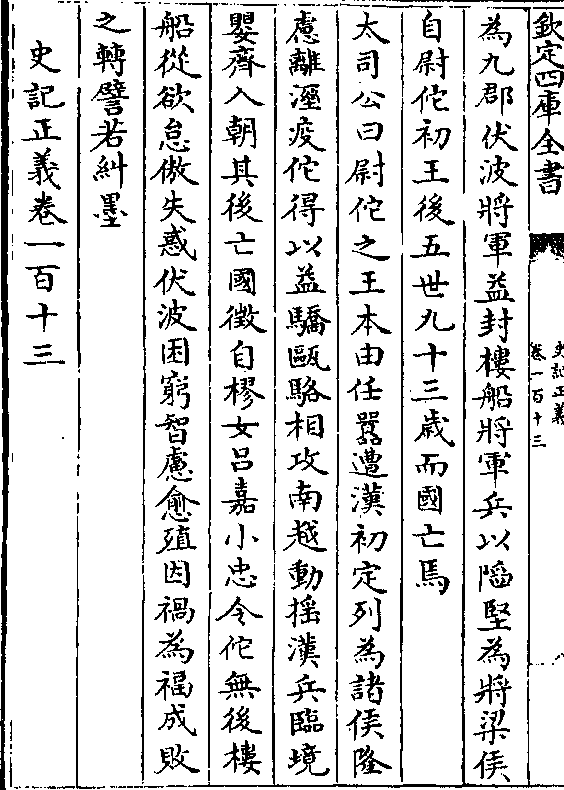 欽定四庫全書
史記正義
卷一百十三
為九郡伏波將軍益封樓船將軍兵以陷堅為將梁侯
自尉佗初王後五世九十三歲而國亡焉
太司公曰尉佗之王本由任囂遭漢初定列為諸侯隆
慮離溼疫佗得以益驕甌駱相攻南越動揺漢兵臨境
嬰齊入朝其後亡國徴自樛女呂嘉小忠令佗無後樓
船從欲怠傲失惑伏波困窮智慮愈殖因禍為福成敗
之轉譬若糾墨
史記正義卷一百十三